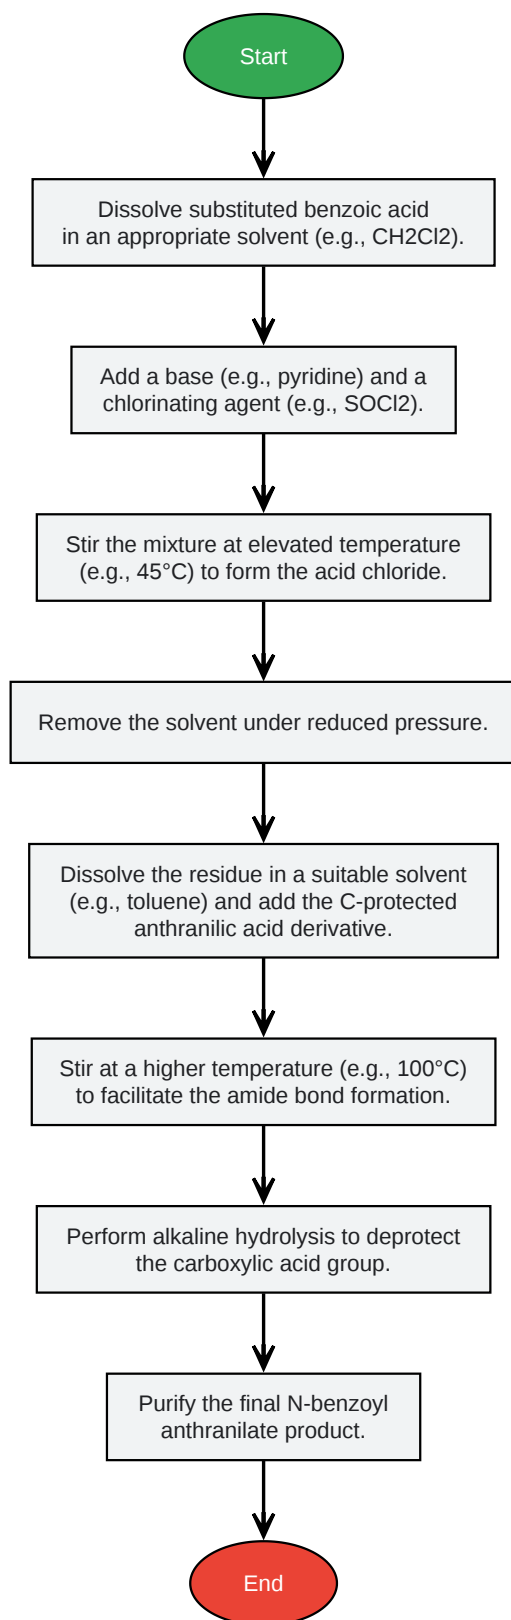 Start
Dissolve substituted benzoic acid
in an appropriate solvent (e.g., CH2Cl2).
Add a base (e.g., pyridine) and a
chlorinating agent (e.g., SOCl2).
Stir the mixture at elevated temperature
(e.g., 45°C) to form the acid chloride.
Remove the solvent under reduced pressure.
Dissolve the residue in a suitable solvent
(e.g., toluene) and add the C-protected
anthranilic acid derivative.
Stir at a higher temperature (e.g., 100°C)
to facilitate the amide bond formation.
Perform alkaline hydrolysis to deprotect
the carboxylic acid group.
Purify the final N-benzoyl
anthranilate product.
End